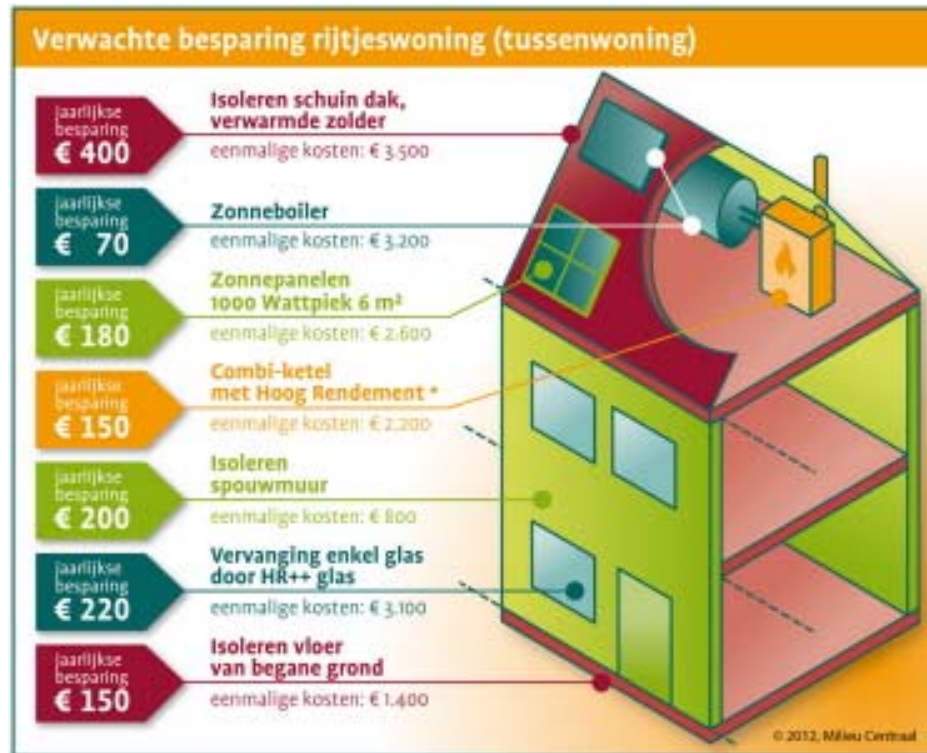 Verwachte besparing rijtjeswoning (tussenwoning)
jaarlijkse
besparing
€ 400
Isoleren schuin dak,
verwarmde zolder
eenmalige kosten: € 3.500
jaarlijkse
besparing
€ 70
Zonneboiler
eenmalige kosten: € 3.200
jaarlijkse
besparing
€ 180
Zonnepanelen
1000 Wattpiek 6 m²
eenmalige kosten: € 2.600
jaarlijkse
besparing
€ 150
Combi-ketel
met Hoog Rendement *
eenmalige kosten: € 2.200
jaarlijkse
besparing
€ 200
Isoleren
spouwmuur
eenmalige kosten: € 800
jaarlijkse
besparing
€ 220
Vervanging enkel glas
door HR++ glas
eenmalige kosten: € 3.100
jaarlijkse
besparing
€ 150
Isoleren vloer
van begane grond
eenmalige kosten: € 1.400
© 2012, Milieu Centraal